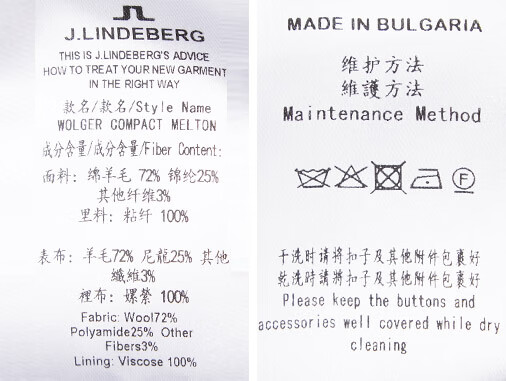 J.LINDEBERG
THIS IS J.LINDEBERG'S ADVICE
HOW TO TREAT YOUR NEW GARMENT
IN THE RIGHT WAY
款名/款名/Style Name
WOLGER COMPACT MELTON
成分含量/成分含量/Fiber Content:
面料: 绵羊毛 72% 锦纶25%
其他纤维3%
里料: 粘纤 100%
表布: 羊毛72% 尼龍25% 其他
纖維3%
裡布: 嫘縈 100%
Fabric: Wool72%
Polyamide25% Other
Fibers3%
Lining: Viscose 100%
MADE IN BULGARIA
维护方法
維護方法
Maintenance Method
F
干洗时请将扣子及其他附件包裹好
乾洗時請將扣子及其他附件包裹好
Please keep the buttons and
accessories well covered while dry
cleaning